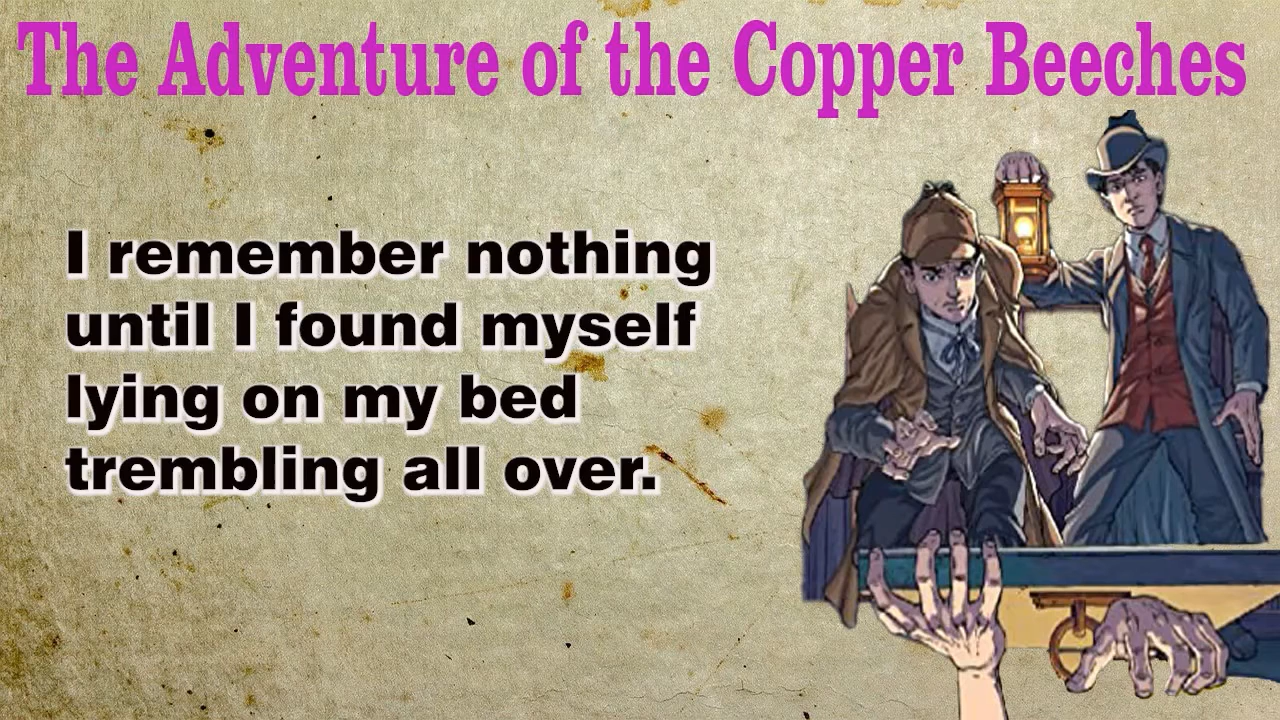 The Adventure of the Copper Beeches
I remember nothing
until I found myself
lying on my bed
trembling all over.